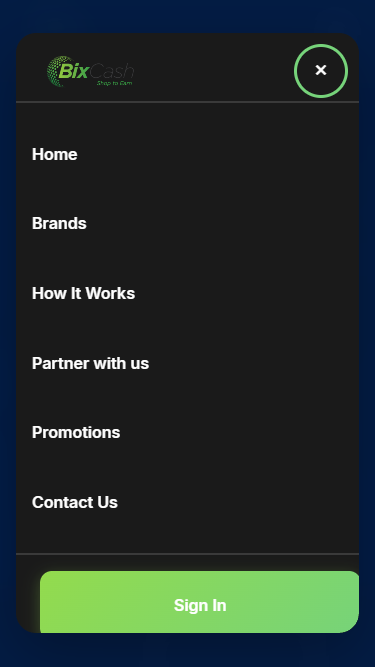 BixCash
Shop to Earn
×
Home
Brands
How It Works
Partner with us
Promotions
Contact Us
Sign In